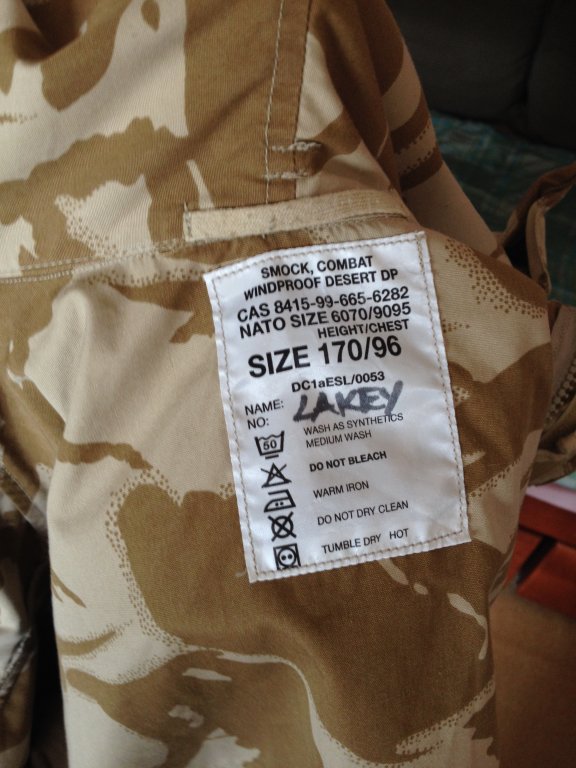 SMOCK, COMBAT
WINDPROOF DESERT DP
CAS 8415-99-665-6282
NATO SIZE 6070/9095
HEIGHT/CHEST
SIZE 170/96
DC1aESL/0053
NAME: LAKEY
NO:
WASH AS SYNTHETICS
50 MEDIUM WASH
DO NOT BLEACH
WARM IRON
DO NOT DRY CLEAN
TUMBLE DRY HOT